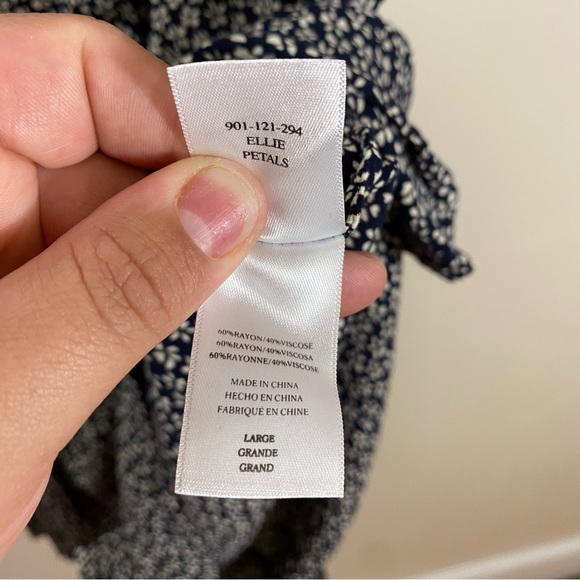 901-121-294
ELLIE
PETALS
60%RAYON/40%VISCOSE
60%RAYON/40%VISCOSA
60%RAYONNE/40%VISCOSE
MADE IN CHINA
HECHO EN CHINA
FABRIQUÉ EN CHINE
LARGE
GRANDE
GRAND